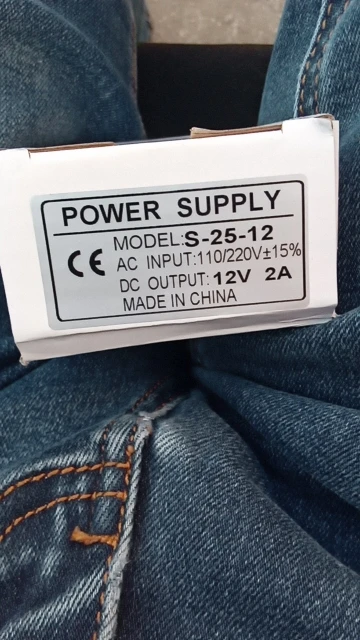 POWER SUPPLY
MODEL:S-25-12
CE AC INPUT:110/220V±15%
DC OUTPUT:12V 2A
MADE IN CHINA